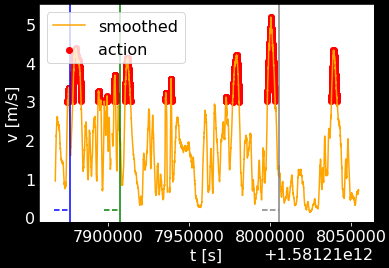 smoothed
action
5
4
3
2
1
0
v [m/s]
7900000 7950000 8000000 8050000
t [s]
+1.58121e12